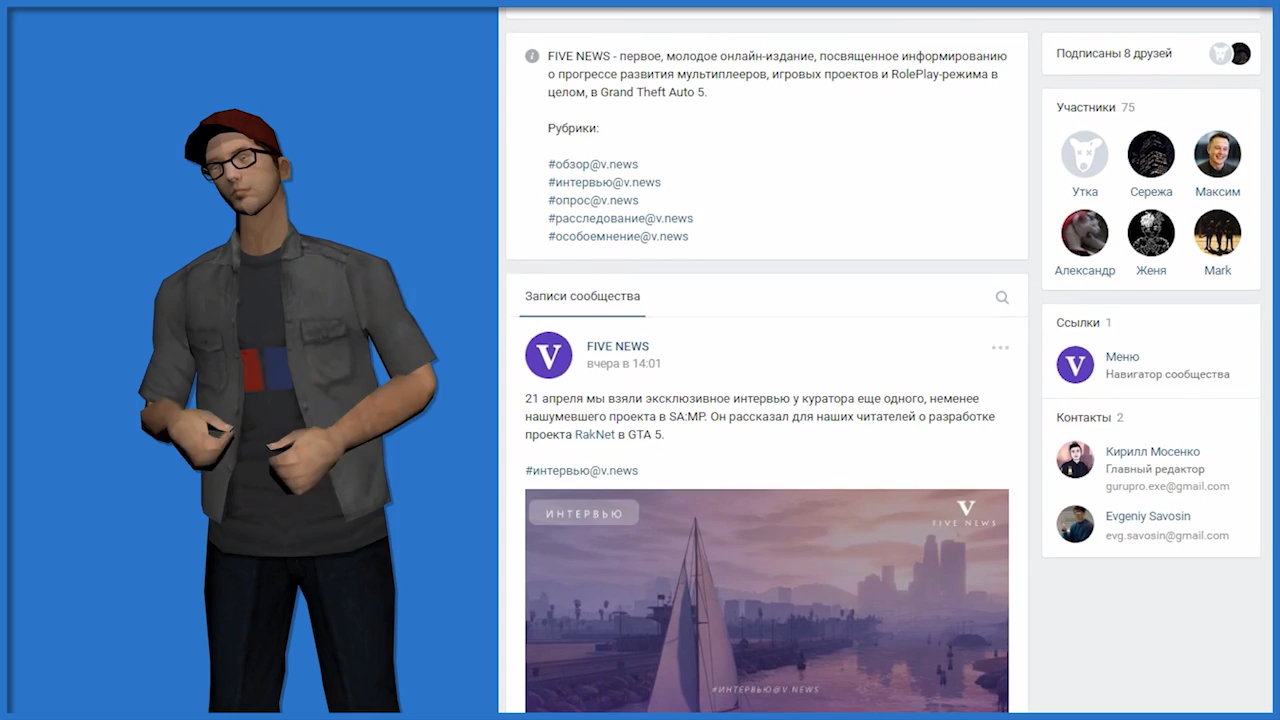 FIVE NEWS - первое, молодое онлайн-издание, посвященное информированию
о прогрессе развития мультплееров, игровых проектов и RolePlay-режима в
целом, в Grand Theft Auto 5.
Рубрики:
#обзор@v.news
#интервью@v.news
#опрос@v.news
#расследование@v.news
#особоемнение@v.news
Записи сообщества
FIVE NEWS
вчера в 14:01
21 апреля мы взяли эксклюзивное интервью у куратора еще одного, неменее
нашумевшего проекта в SA:MP. Он рассказал для наших читателей о разработке
проекта RakNet в GTA 5.
#интервью@v.news
ИНТЕРВЬЮ
V
FIVE NEWS
#ИНТЕРВЬЮ@V.NEWS
Подписаны 8 друзей
Участники 75
Утка
Сережа
Максим
Александр
Женя
Mark
Ссылки 1
Меню
Навигатор сообщества
Контакты 2
Кирилл Мосенко
Главный редактор
gurupro.exe@gmail.com
Evgeniy Savosin
evg.savosin@gmail.com